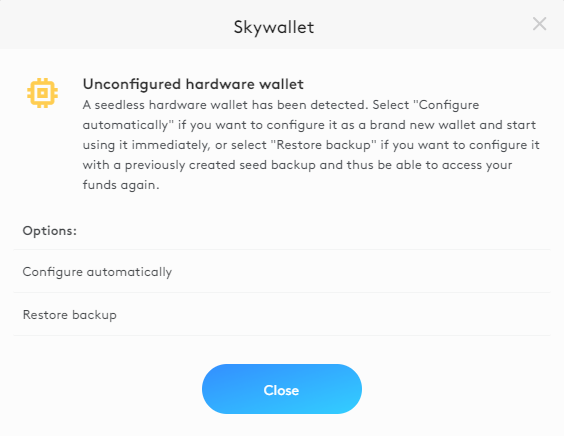 Skywallet
Unconfigured hardware wallet
A seedless hardware wallet has been detected. Select "Configure
automatically" if you want to configure it as a brand new wallet and start
using it immediately, or select "Restore backup" if you want to configure it
with a previously created seed backup and thus be able to access your
funds again.
Options:
Configure automatically
Restore backup
Close